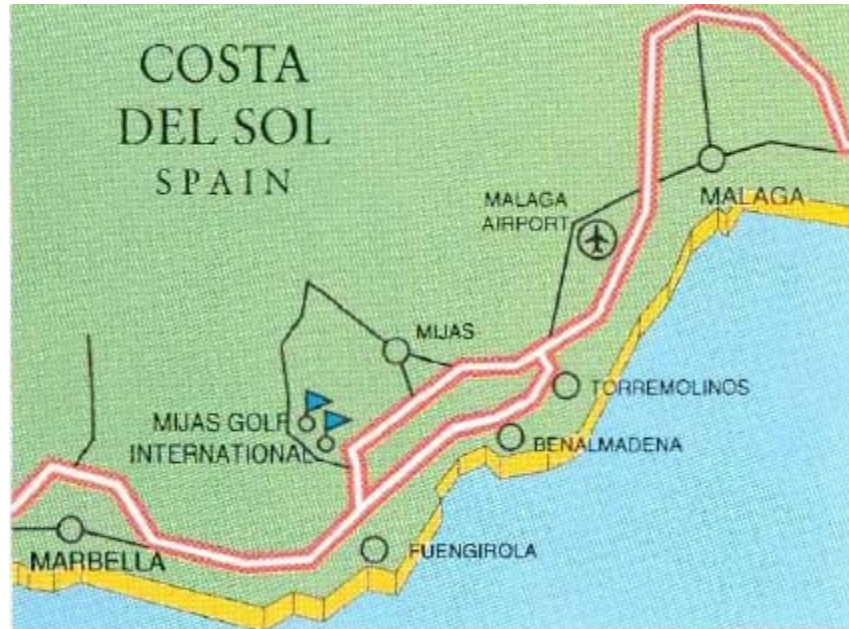 COSTA
DEL SOL
SPAIN
MALAGA
AIRPORT
MALAGA
MIJAS
TORREMOLINOS
MIJAS GOLF
INTERNATIONAL
BENALMADENA
MARBELLA
FUENGIROLA